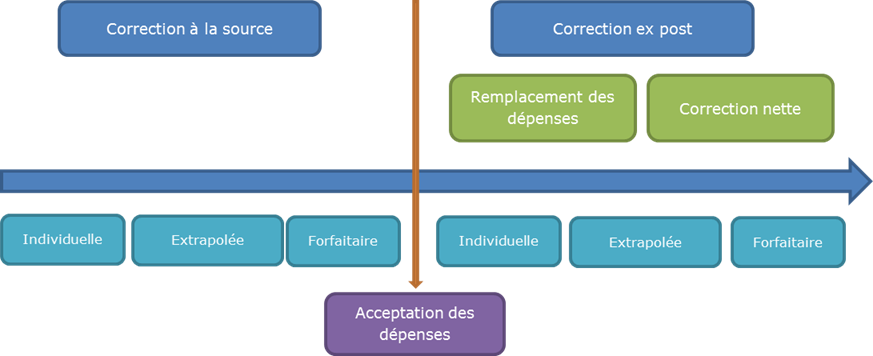 Correction à la source
Correction ex post
Remplacement des
dépenses
Correction nette
Individuelle
Extrapolée
Forfaitaire
Individuelle
Extrapolée
Forfaitaire
Acceptation des
dépenses